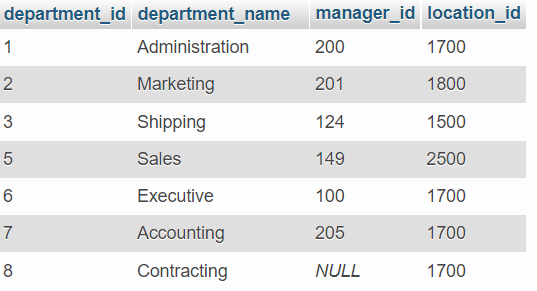 department_id department_name manager_id location_id
1 Administration 200 1700
2 Marketing 201 1800
3 Shipping 124 1500
5 Sales 149 2500
6 Executive 100 1700
7 Accounting 205 1700
8 Contracting NULL 1700